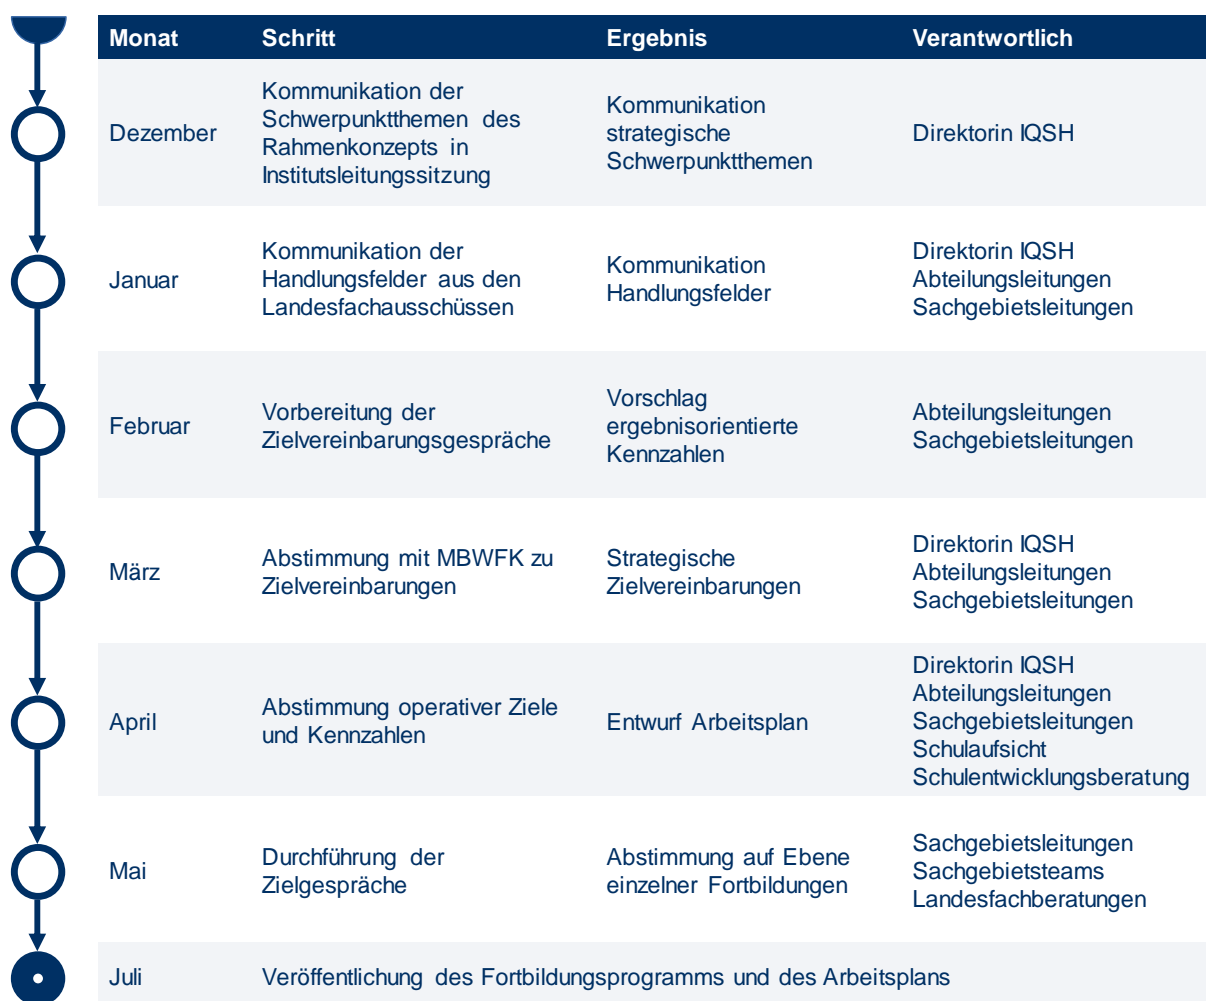 Monat Schritt Ergebnis Verantwortlich
Dezember
Kommunikation der
Schwerpunktthemen des
Rahmenkonzepts in
Institutsleitungssitzung
Kommunikation
strategische
Schwerpunktthemen
Direktorin IQSH
Januar
Kommunikation der
Handlungsfelder aus den
Landesfachausschüssen
Kommunikation
Handlungsfelder
Direktorin IQSH
Abteilungsleitungen
Sachgebietsleitungen
Februar
Vorbereitung der
Zielvereinbarungsgespräche
Vorschlag
ergebnisorientierte
Kennzahlen
Abteilungsleitungen
Sachgebietsleitungen
März
Abstimmung mit MBWFK zu
Zielvereinbarungen
Strategische
Zielvereinbarungen
Direktorin IQSH
Abteilungsleitungen
Sachgebietsleitungen
April
Abstimmung operativer Ziele
und Kennzahlen
Entwurf Arbeitsplan
Direktorin IQSH
Abteilungsleitungen
Sachgebietsleitungen
Schulaufsicht
Schulentwicklungsberatung
Mai
Durchführung der
Zielgespräche
Abstimmung auf Ebene
einzelner Fortbildungen
Sachgebietsleitungen
Sachgebietsteams
Landesfachberatungen
Juli
Veröffentlichung des Fortbildungsprogramms und des Arbeitsplans